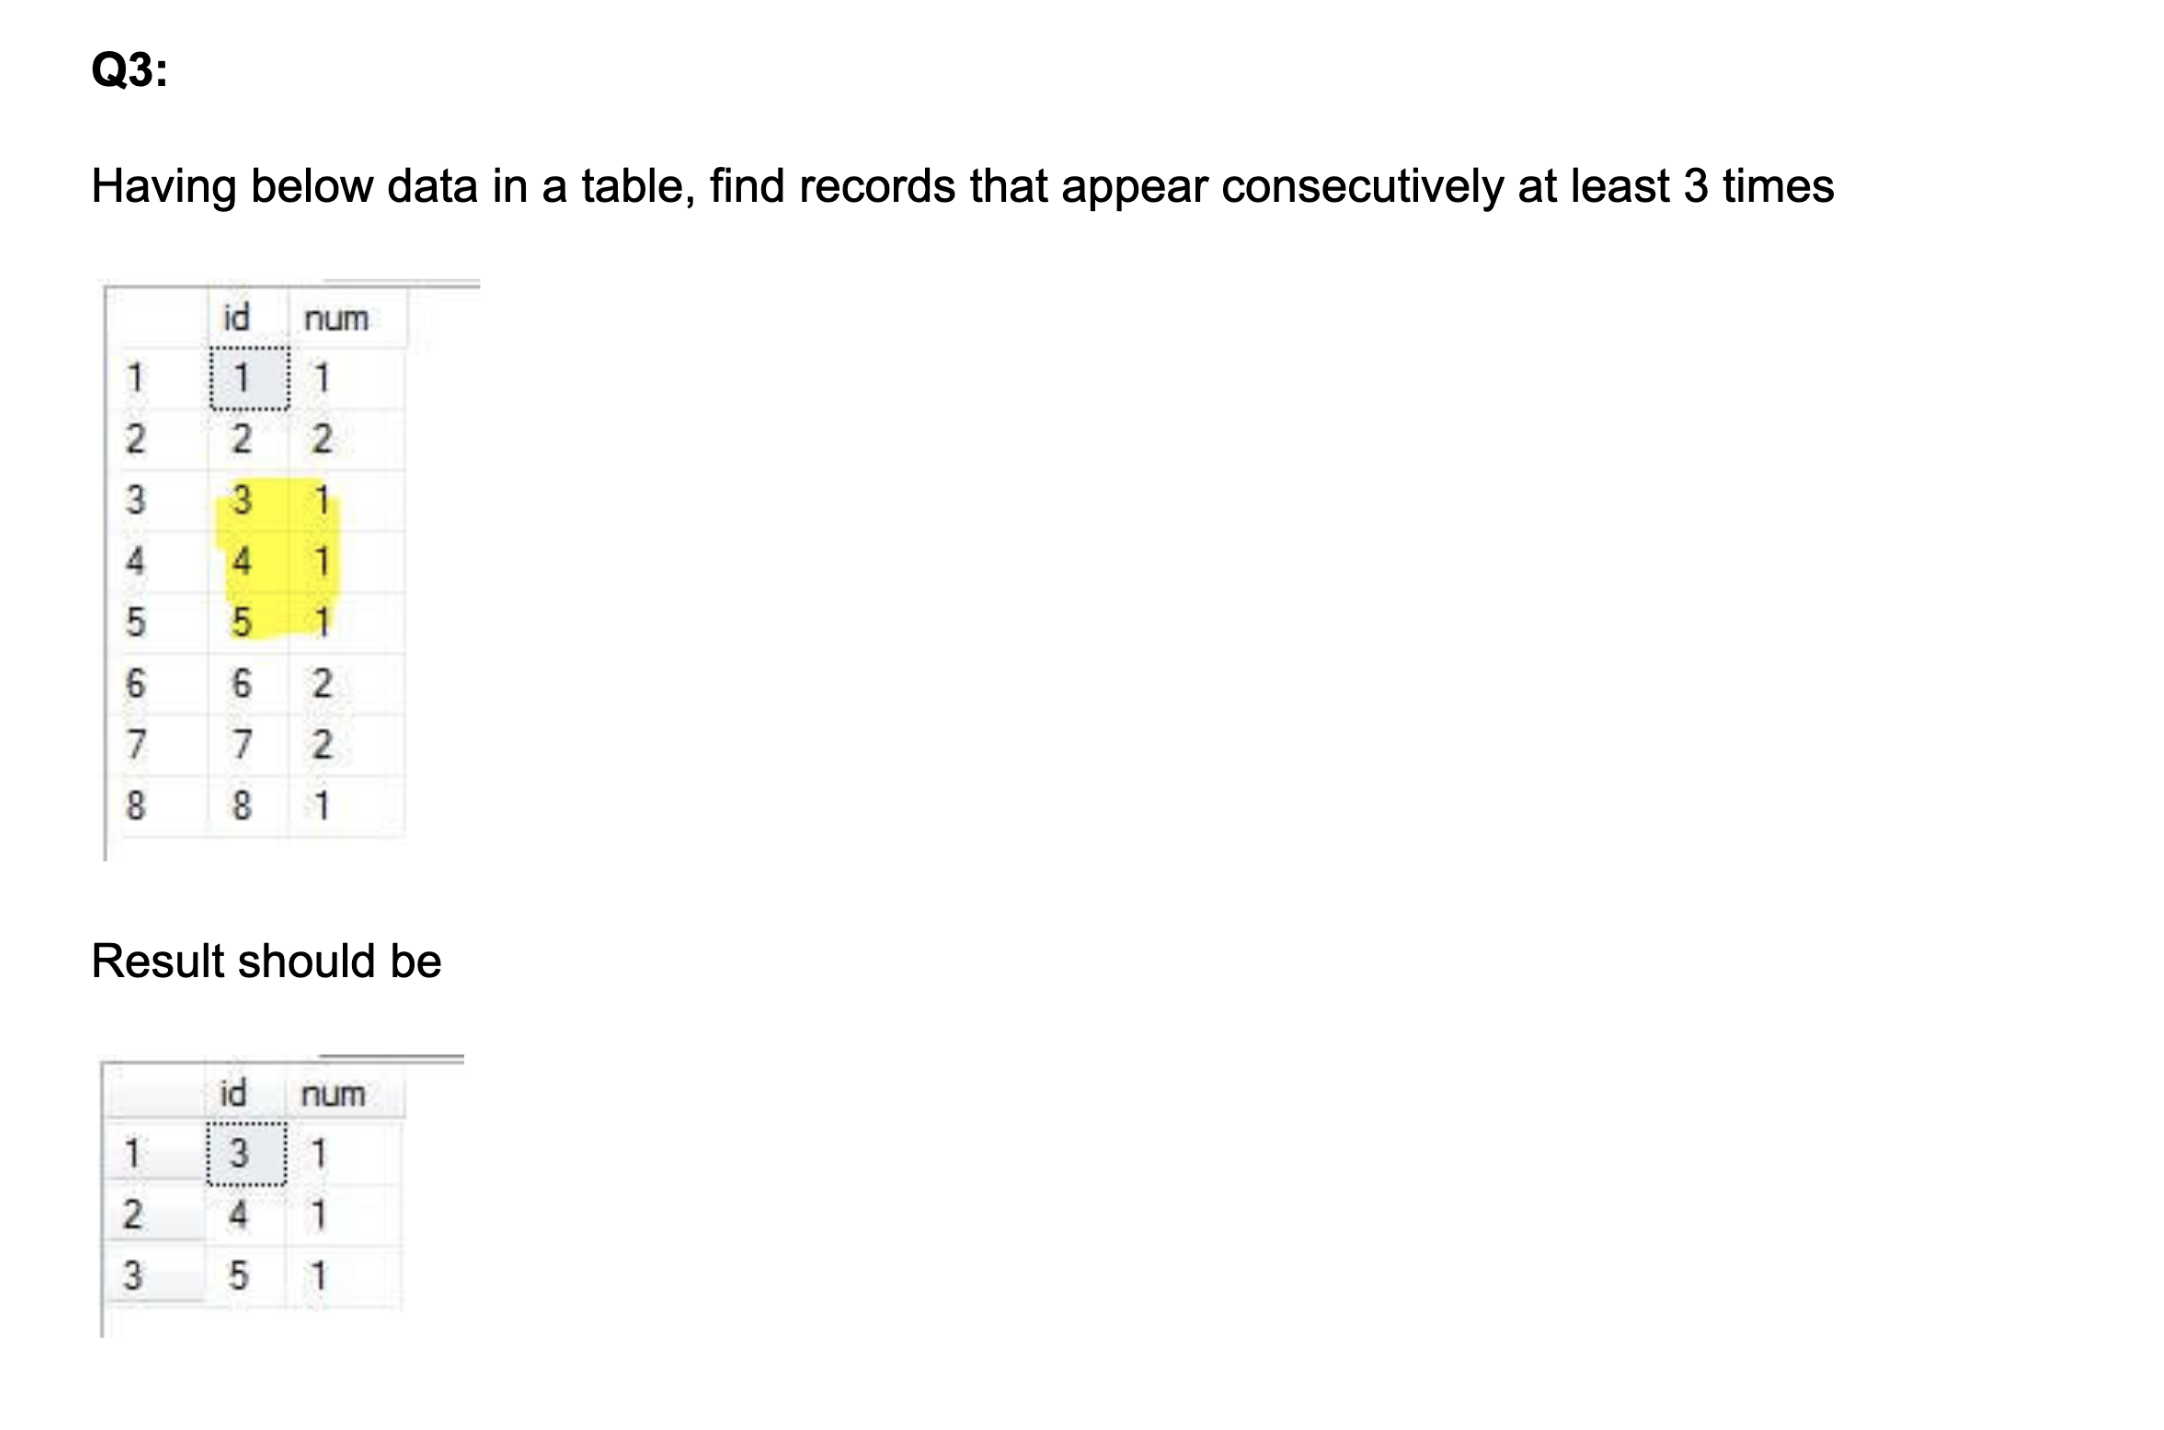 Q3:
Having below data in a table, find records that appear consecutively at least 3 times
id num
1 1 1
2 2 2
3 3 1
4 4 1
5 5 1
6 6 2
7 7 2
8 8 1
Result should be
id num
1 3 1
2 4 1
3 5 1